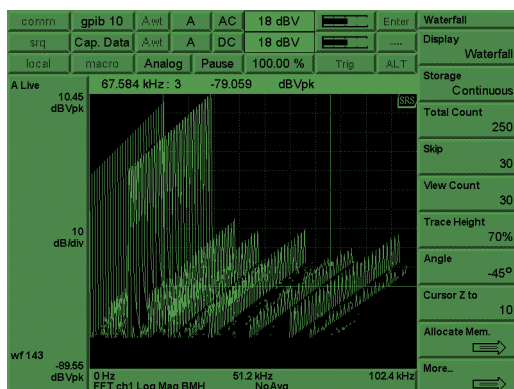 comm gpib 10 A wt A AC 18 dBV Enter Waterfall
srq Cap. Data A wt A DC 18 dBV ---- Display
Waterfall
local macro Analog Pause 100.00 % Trig ALT
Storage
Continuous
A Live 67.584 kHz : 3 -79.059 dBVpk
10.45
dBVpk
SRS
Total Count
250
Skip
30
View Count
30
10
dB/div
Trace Height
70%
Angle
-45º
Cursor Z to
10
Allocate Mem.
wf 143
-89.55
dBVpk
0 Hz 51.2 kHz 102.4 kHz
FFT ch1 Log Mag BMH NoAvg
More...